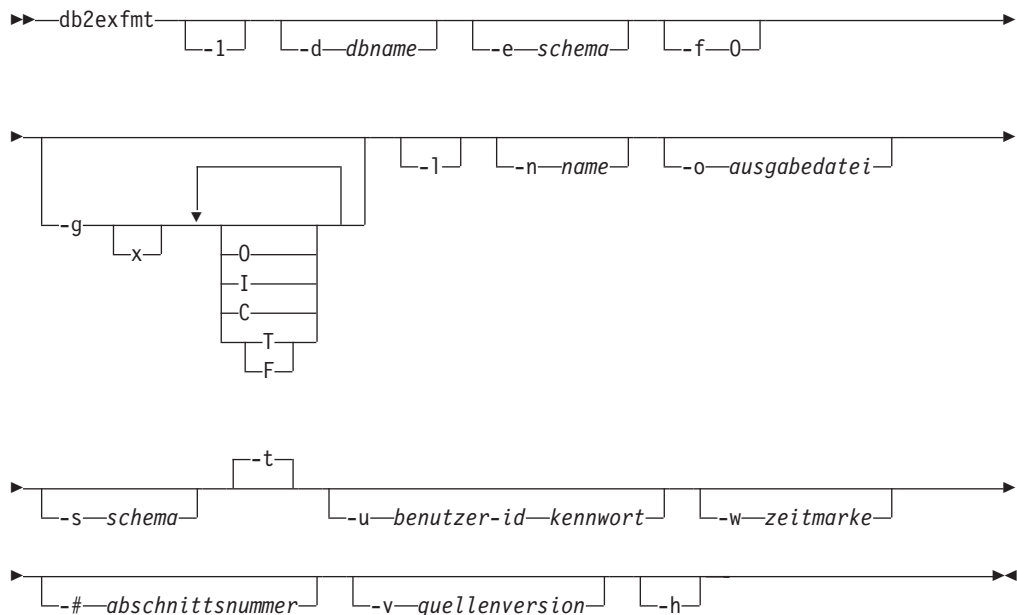 db2exfmt
-1 -d dbname -e schema -f O
-g x O I C T F -l -n name -o ausgabedatei
-t
-s schema -u benutzer-id kennwort -w zeitmarke
-# abschnittsnummer -v quellenversion -h